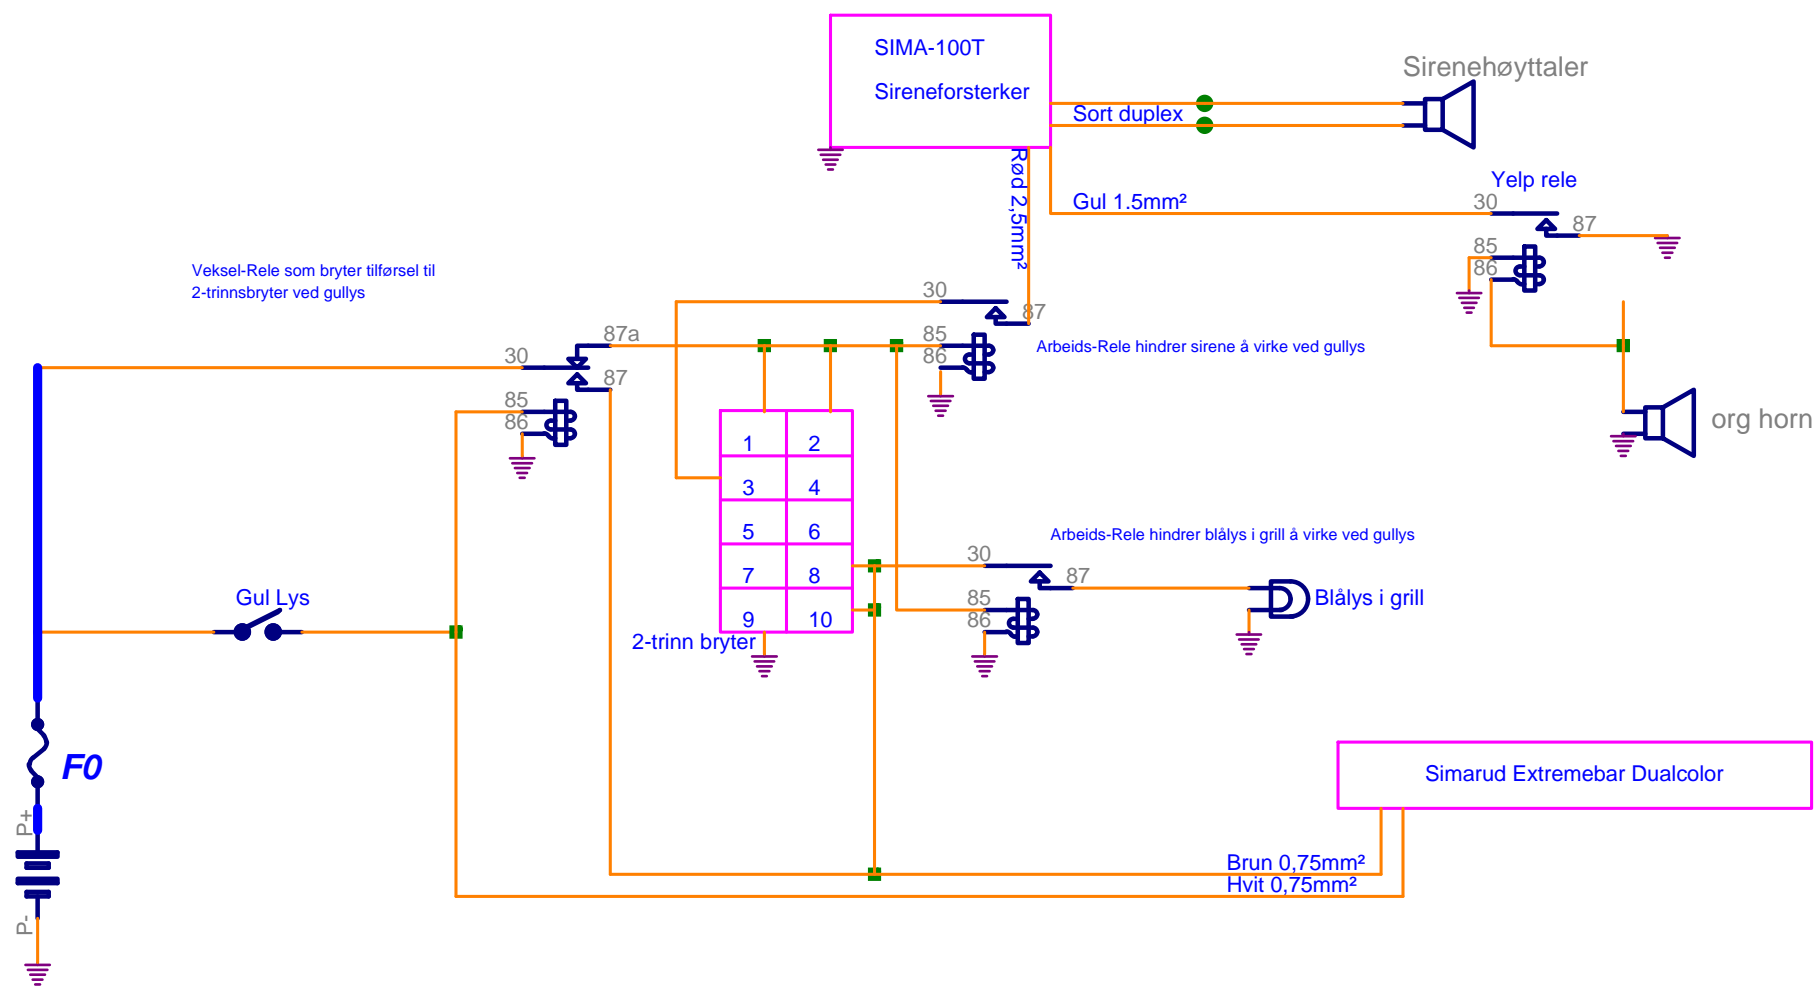 SIMA-100T
Sireneforsterker
Sirenehøyttaler
Sort duplex
Rød 2,5mm²
Gul 1.5mm²
Yelp rele
30
87
85
86
Veksel-Rele som bryter tilførsel til
2-trinnsbryter ved gullys
30
87
85
86
Arbeids-Rele hindrer sirene å virke ved gullys
87a
30
87
85
86
org horn
1 2
3 4
5 6
7 8
9 10
2-trinn bryter
Arbeids-Rele hindrer blålys i grill å virke ved gullys
30
87
85
86
Blålys i grill
Gul Lys
F0
P+
P-
Simarud Extremebar Dualcolor
Brun 0,75mm²
Hvit 0,75mm²